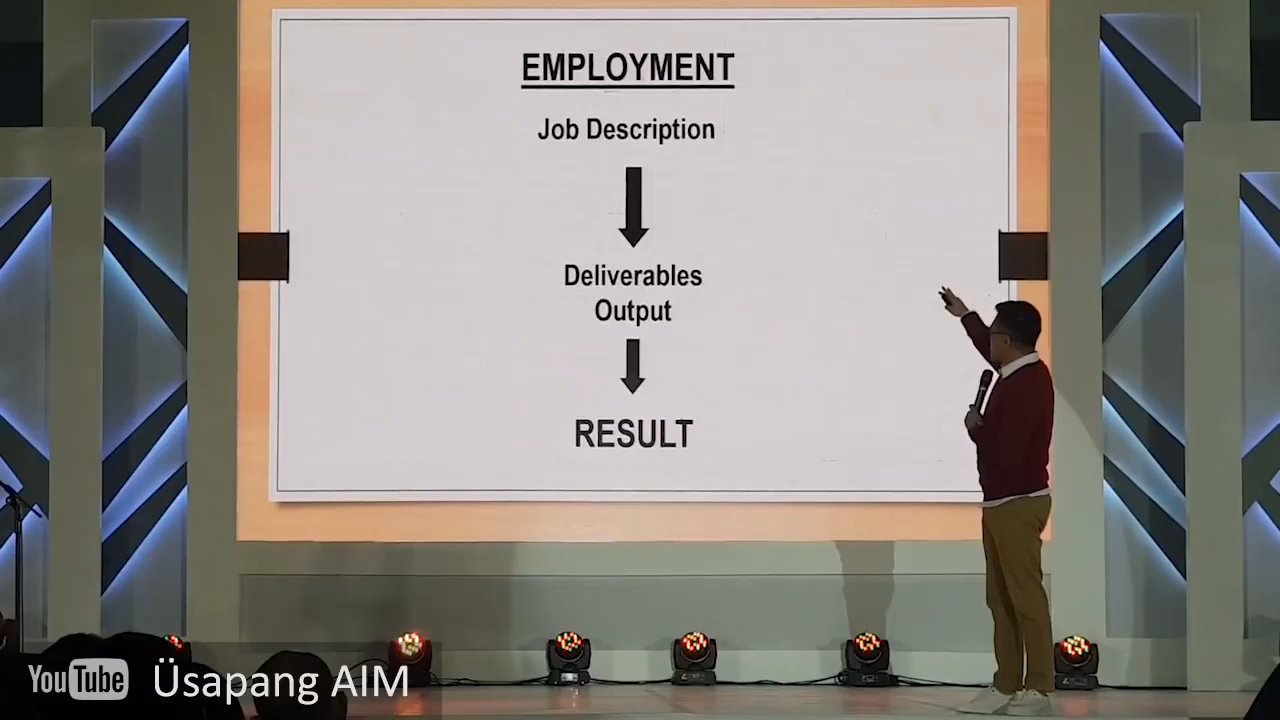 EMPLOYMENT
Job Description
Deliverables
Output
RESULT
YouTube Üsapang AIM